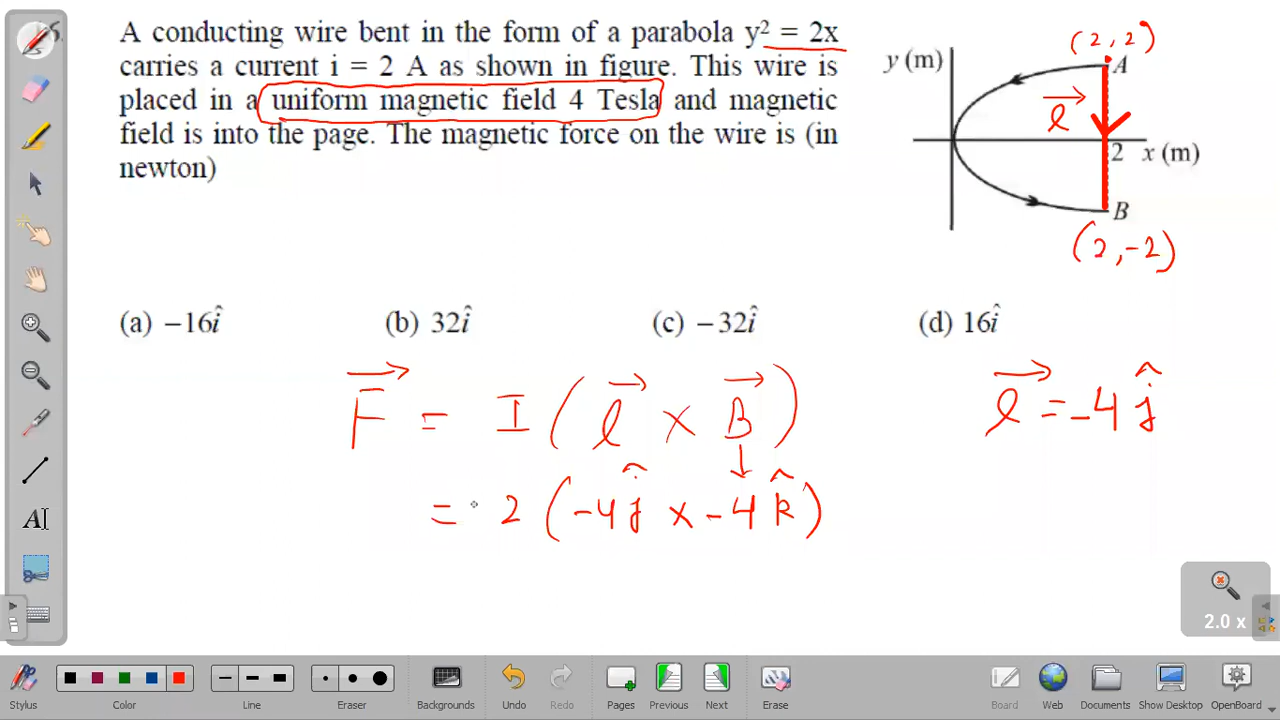 A conducting wire bent in the form of a parabola y² = 2x
carries a current i = 2 A as shown in figure. This wire is
placed in a uniform magnetic field 4 Tesla and magnetic
field is into the page. The magnetic force on the wire is (in
newton)
(2,2)
y (m)
A
l⃗
2 x (m)
B
(2,-2)
(a) −16î (b) 32î (c) −32î (d) 16î
F⃗ = I ( l⃗ × B⃗ )
l⃗ = -4 ĵ
= 2 ( -4ĵ × -4 k̂ )
2.0 x
Stylus Color Line Eraser Backgrounds Undo Redo Pages Previous Next Erase Board Web Documents Show Desktop OpenBoard